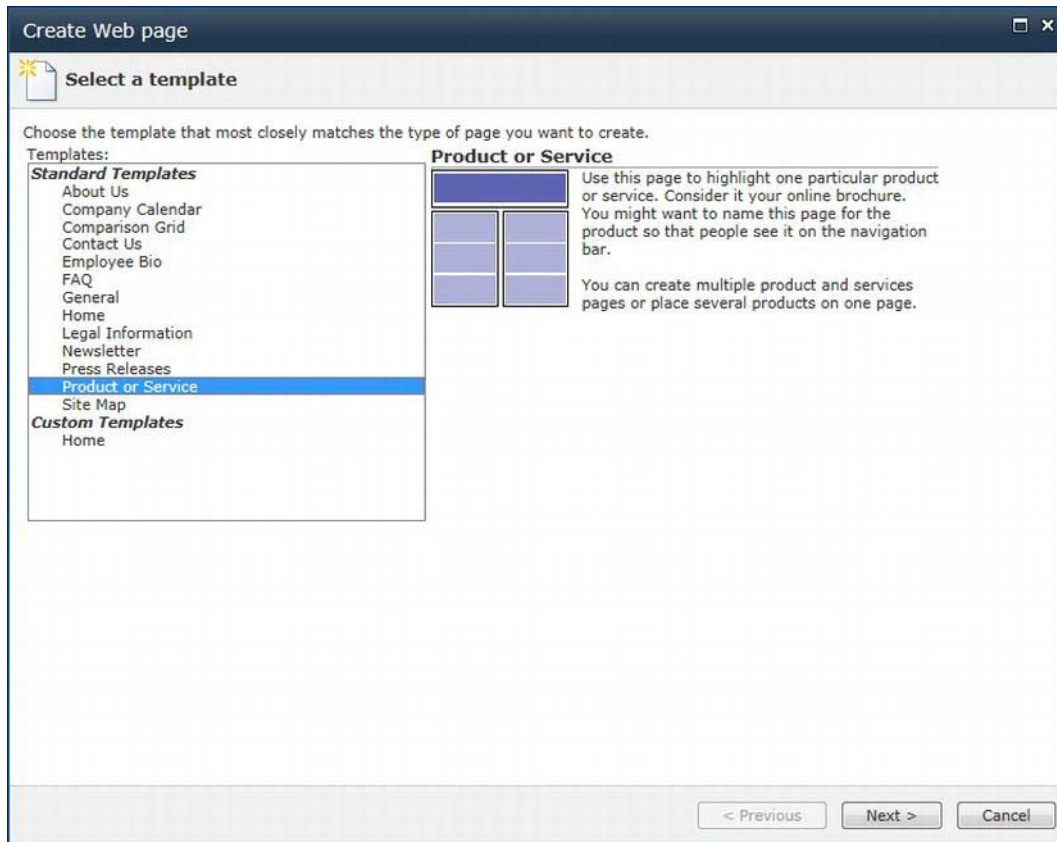 Create Web page
Select a template
Choose the template that most closely matches the type of page you want to create.
Templates:
Standard Templates
About Us
Company Calendar
Comparison Grid
Contact Us
Employee Bio
FAQ
General
Home
Legal Information
Newsletter
Press Releases
Product or Service
Site Map
Custom Templates
Home
Product or Service
Use this page to highlight one particular product
or service. Consider it your online brochure.
You might want to name this page for the
product so that people see it on the navigation
bar.
You can create multiple product and services
pages or place several products on one page.
< Previous
Next >
Cancel